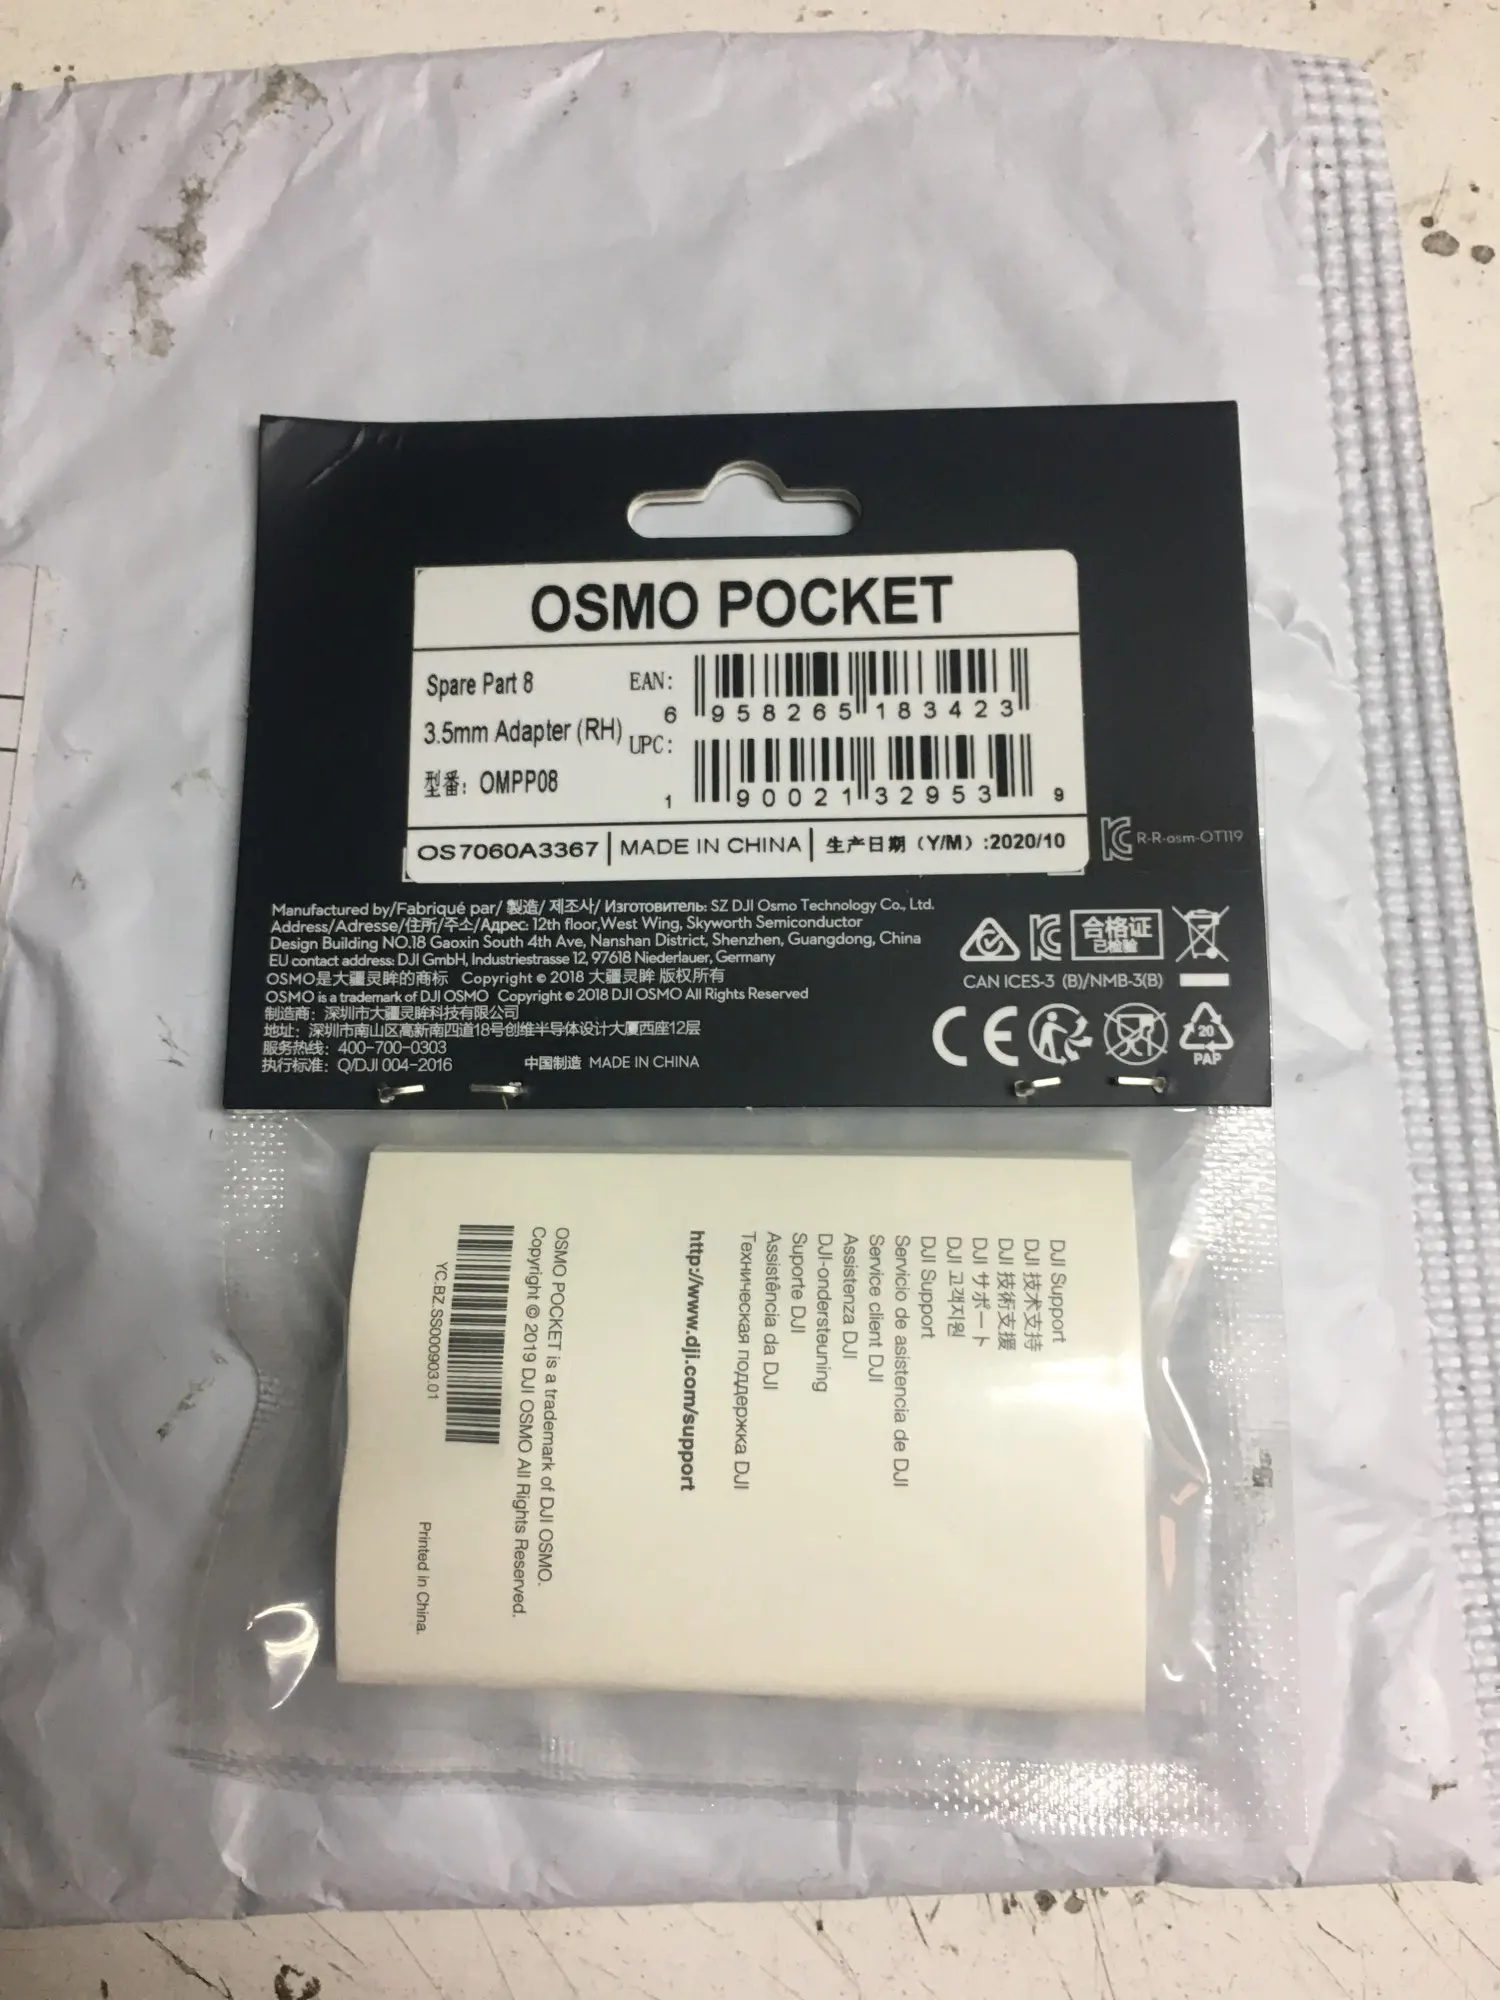 OSMO POCKET
Spare Part 8
3.5mm Adapter (RH)
型番: OMPP08
EAN:
6 958265 183423
UPC:
1 90021 32953 9
OS7060A3367 | MADE IN CHINA | 生产日期 (Y/M) :2020/10
R-R-osm-OT119
Manufactured by/Fabriqué par/ 製造/ 제조사/ Изготовитель: SZ DJI Osmo Technology Co., Ltd.
Address/Adresse/住所/주소/Адрес: 12th floor,West Wing, Skyworth Semiconductor
Design Building NO.18 Gaoxin South 4th Ave, Nanshan District, Shenzhen, Guangdong, China
EU contact address: DJI GmbH, Industriestrasse 12, 97618 Niederlauer, Germany
OSMO是大疆灵眸的商标 Copyright © 2018 大疆灵眸 版权所有
OSMO is a trademark of DJI OSMO Copyright © 2018 DJI OSMO All Rights Reserved
制造商: 深圳市大疆灵眸科技有限公司
地址: 深圳市南山区高新南四道18号创维半导体设计大厦西座12层
服务热线: 400-700-0303
执行标准: Q/DJI 004-2016
中国制造 MADE IN CHINA
合格证
已检验
CAN ICES-3 (B)/NMB-3(B)
CE
20
PAP
DJI Support
DJI 技术支持
DJI 技術支援
DJI サポート
DJI 고객지원
DJI Support
Servicio de asistencia de DJI
Service client DJI
Assistenza DJI
DJI-ondersteuning
Suporte DJI
Assistência da DJI
Техническая поддержка DJI
http://www.dji.com/support
OSMO POCKET is a trademark of DJI OSMO.
Copyright © 2019 DJI OSMO All Rights Reserved.
YC.BZ.SS000903.01
Printed in China.